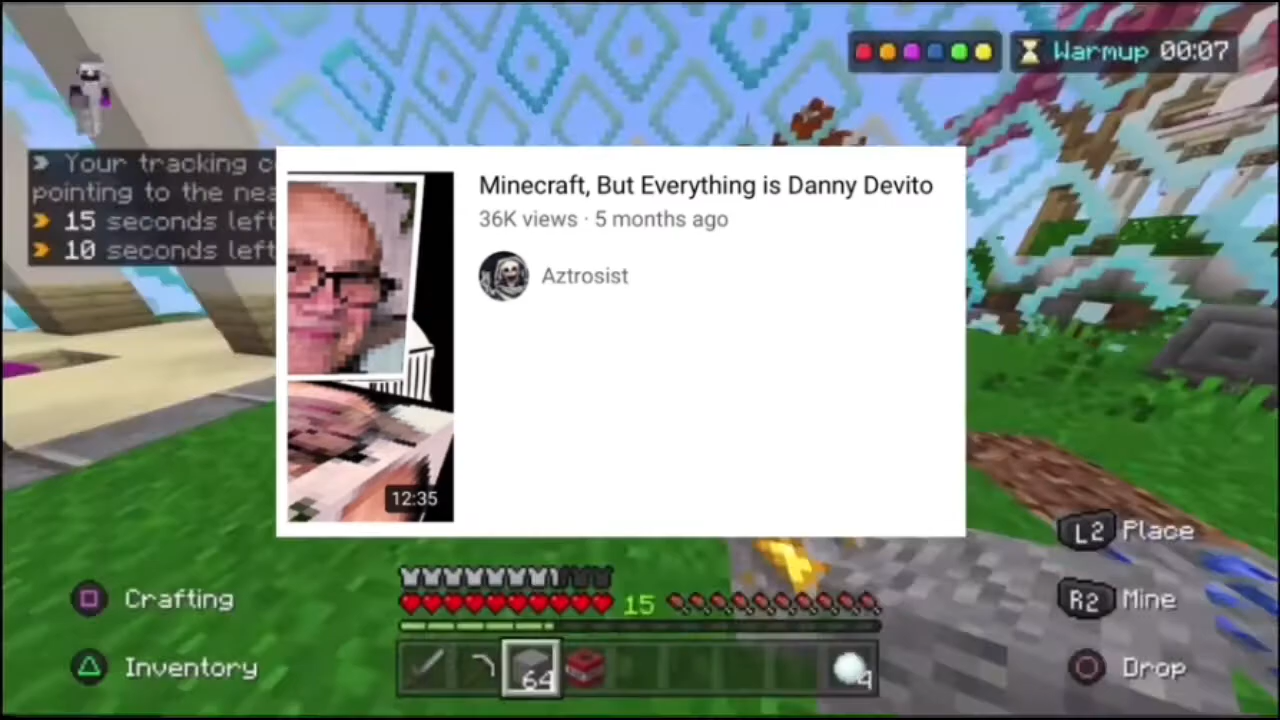 Warmup 00:07
Your tracking c
pointing to the nea
15 seconds left
10 seconds left
Minecraft, But Everything is Danny Devito
36K views · 5 months ago
Aztrosist
12:35
L2 Place
Crafting
R2 Mine
15
Inventory
64
4
Drop